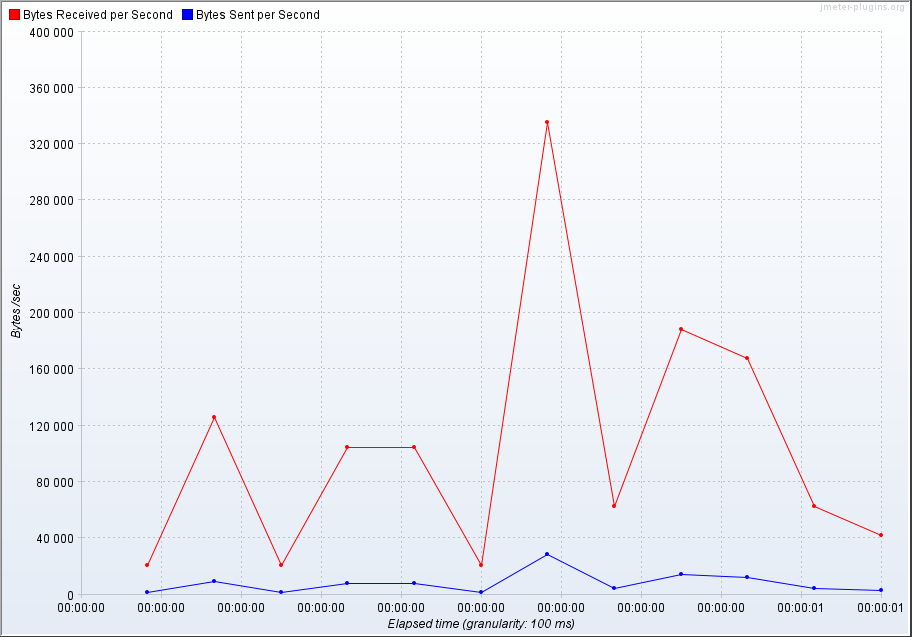 jmeter-plugins.org
Bytes Received per Second Bytes Sent per Second
400 000
360 000
320 000
280 000
240 000
200 000
160 000
120 000
80 000
40 000
0
Bytes /sec
00:00:00 00:00:00 00:00:00 00:00:00 00:00:00 00:00:00 00:00:00 00:00:00 00:00:00 00:00:01 00:00:01
Elapsed time (granularity: 100 ms)